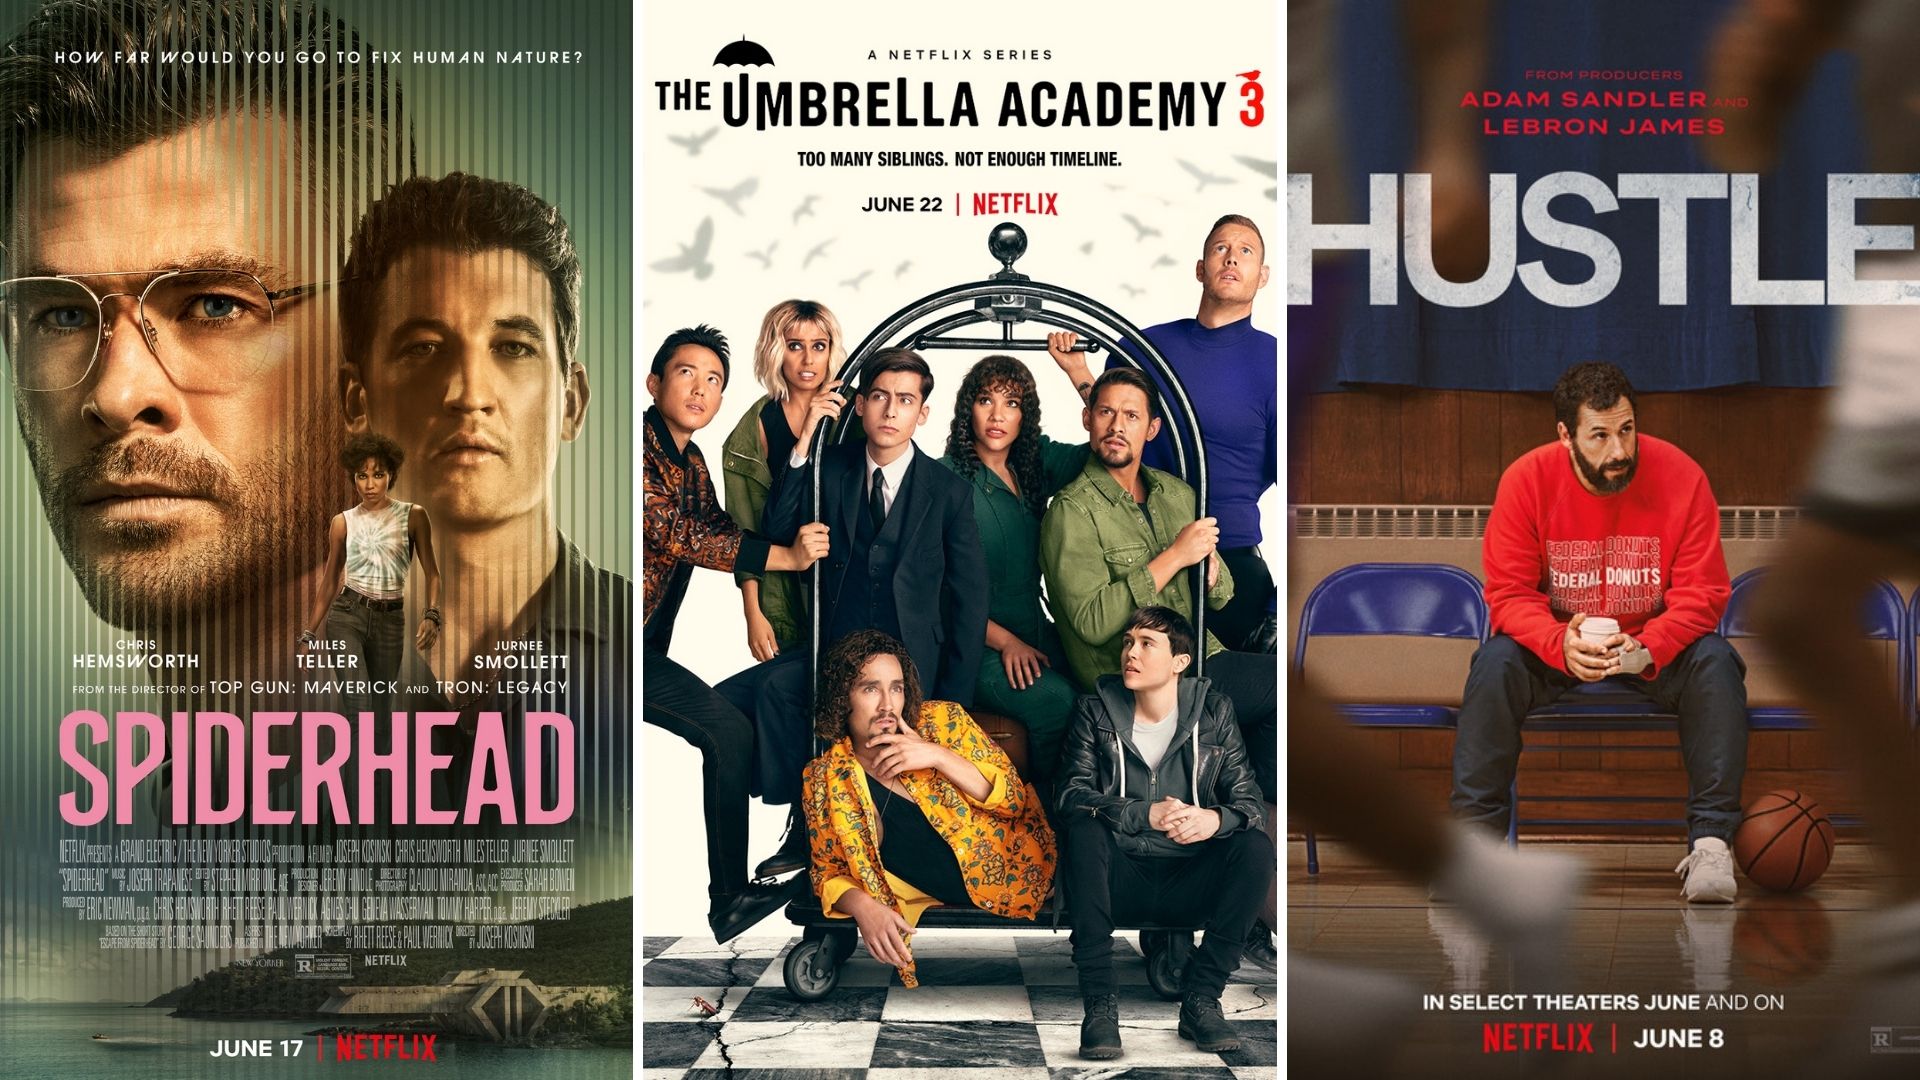 HOW FAR WOULD YOU GO TO FIX HUMAN NATURE?
CHRIS HEMSWORTH
MILES TELLER
JURNEE SMOLLETT
FROM THE DIRECTOR OF TOP GUN: MAVERICK AND TRON: LEGACY
SPIDERHEAD
NETFLIX PRESENTS A GRAND ELECTRIC / THE NEW YORKER STUDIOS PRODUCTION A FILM BY JOSEPH KOSINSKI CHRIS HEMSWORTH MILES TELLER JURNEE SMOLLETT
"SPIDERHEAD" MUSIC BY JOSEPH TRAPANESE EDITED BY STEPHEN MIRRIONE, ACE PRODUCTION DESIGNER JEREMY HINDLE DIRECTOR OF PHOTOGRAPHY CLAUDIO MIRANDA, ASC, ACC EXECUTIVE PRODUCER SARAH BOWEN
PRODUCED BY ERIC NEWMAN, p.g.a. CHRIS HEMSWORTH RHETT REESE PAUL WERNICK AGNES CHU GENEVA WASSERMAN TOMMY HARPER, p.g.a. JEREMY STECKLER
BASED ON THE SHORT STORY "ESCAPE FROM SPIDERHEAD" BY GEORGE SAUNDERS AS FIRST PUBLISHED IN THE NEW YORKER SCREENPLAY BY RHETT REESE & PAUL WERNICK DIRECTED BY JOSEPH KOSINSKI
NEW YORKER R NETFLIX
JUNE 17 | NETFLIX
A NETFLIX SERIES
THE UMBRELLA ACADEMY 3
TOO MANY SIBLINGS. NOT ENOUGH TIMELINE.
JUNE 22 | NETFLIX
FROM PRODUCERS
ADAM SANDLER AND
LEBRON JAMES
HUSTLE
FEDERAL DONUTS
FEDERAL DONUTS
FEDERAL DONUTS
FEDERAL DONUTS
FEDERAL DONUTS
IN SELECT THEATERS JUNE AND ON
NETFLIX | JUNE 8
R